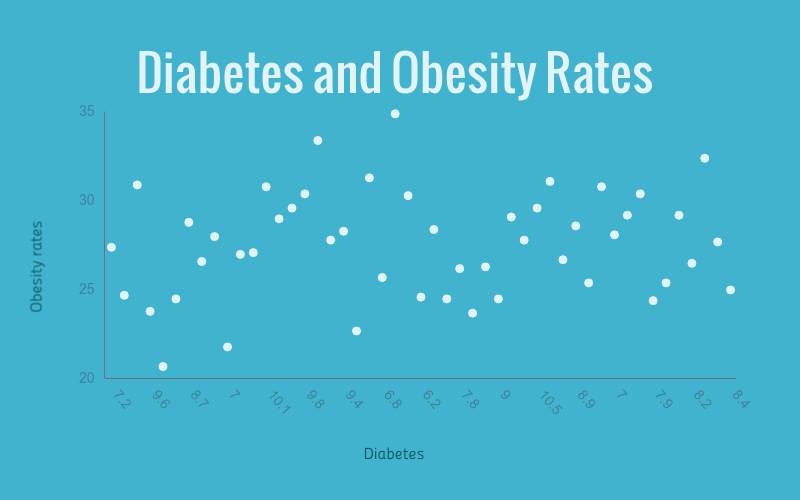 Diabetes and Obesity Rates
35
30
25
20
Obesity rates
7.2 9.6 8.7 7 10.1 9.8 9.4 6.8 6.2 7.8 9 10.5 8.9 7 7.9 8.2 8.4
Diabetes